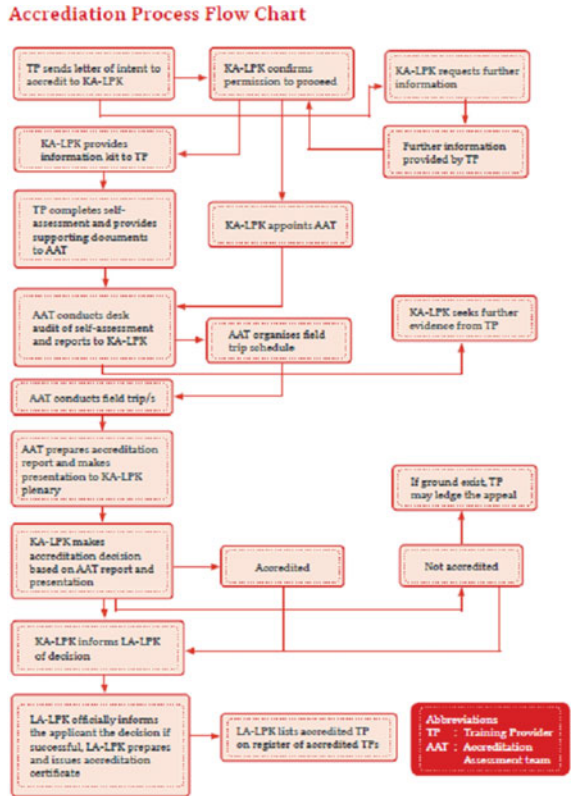 Accrediation Process Flow Chart
TP sends letter of intent to
accredit to KA-LPK
KA-LPK confirms
permission to proceed
KA-LPK requests further
information
KA-LPK provides
information kit to TP
Further information
provided by TP
TP completes self-
assessment and provides
supporting documents
to AAT
KA-LPK appoints AAT
AAT conducts desk
audit of self-assessment
and reports to KA-LPK
AAT organises field
trip schedule
KA-LPK seeks further
evidence from TP
AAT conducts field trip/s
AAT prepares accreditation
report and makes
presentation to KA-LPK
plenary
If ground exist, TP
may ledge the appeal
KA-LPK makes
accreditation decision
based on AAT report and
presentation
Accredited
Not accredited
KA-LPK informs LA-LPK
of decision
LA-LPK officially informs
the applicant the decision if
successful, LA-LPK prepares
and issues accreditation
certificate
LA-LPK lists accredited TP
on register of accredited TPs
Abbreviations
TP : Training Provider
AAT : Accreditation
Assessment team